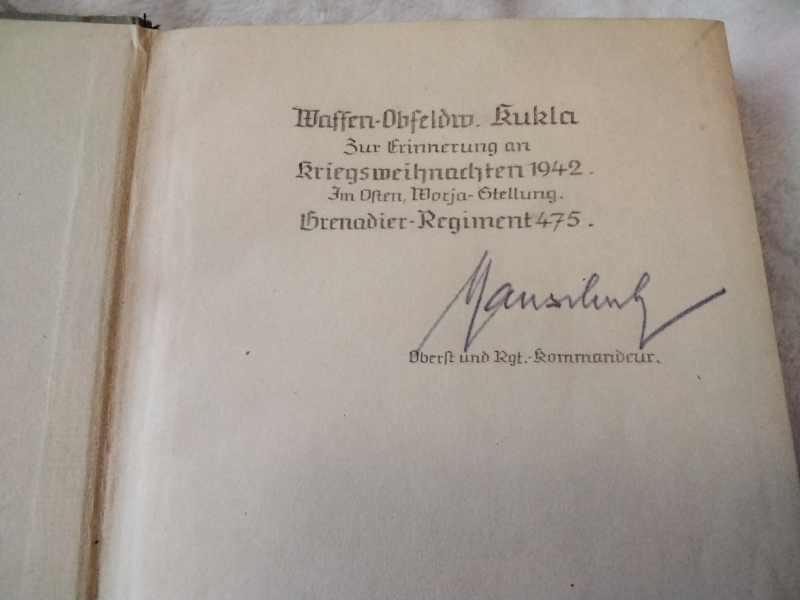 Waffen-Obfeldw. Kukla
Zur Erinnerung an
Kriegsweihnachten 1942.
Im Osten, Worja-Stellung.
Grenadier-Regiment 475.
Oberst und Rgt.-Kommandeur.